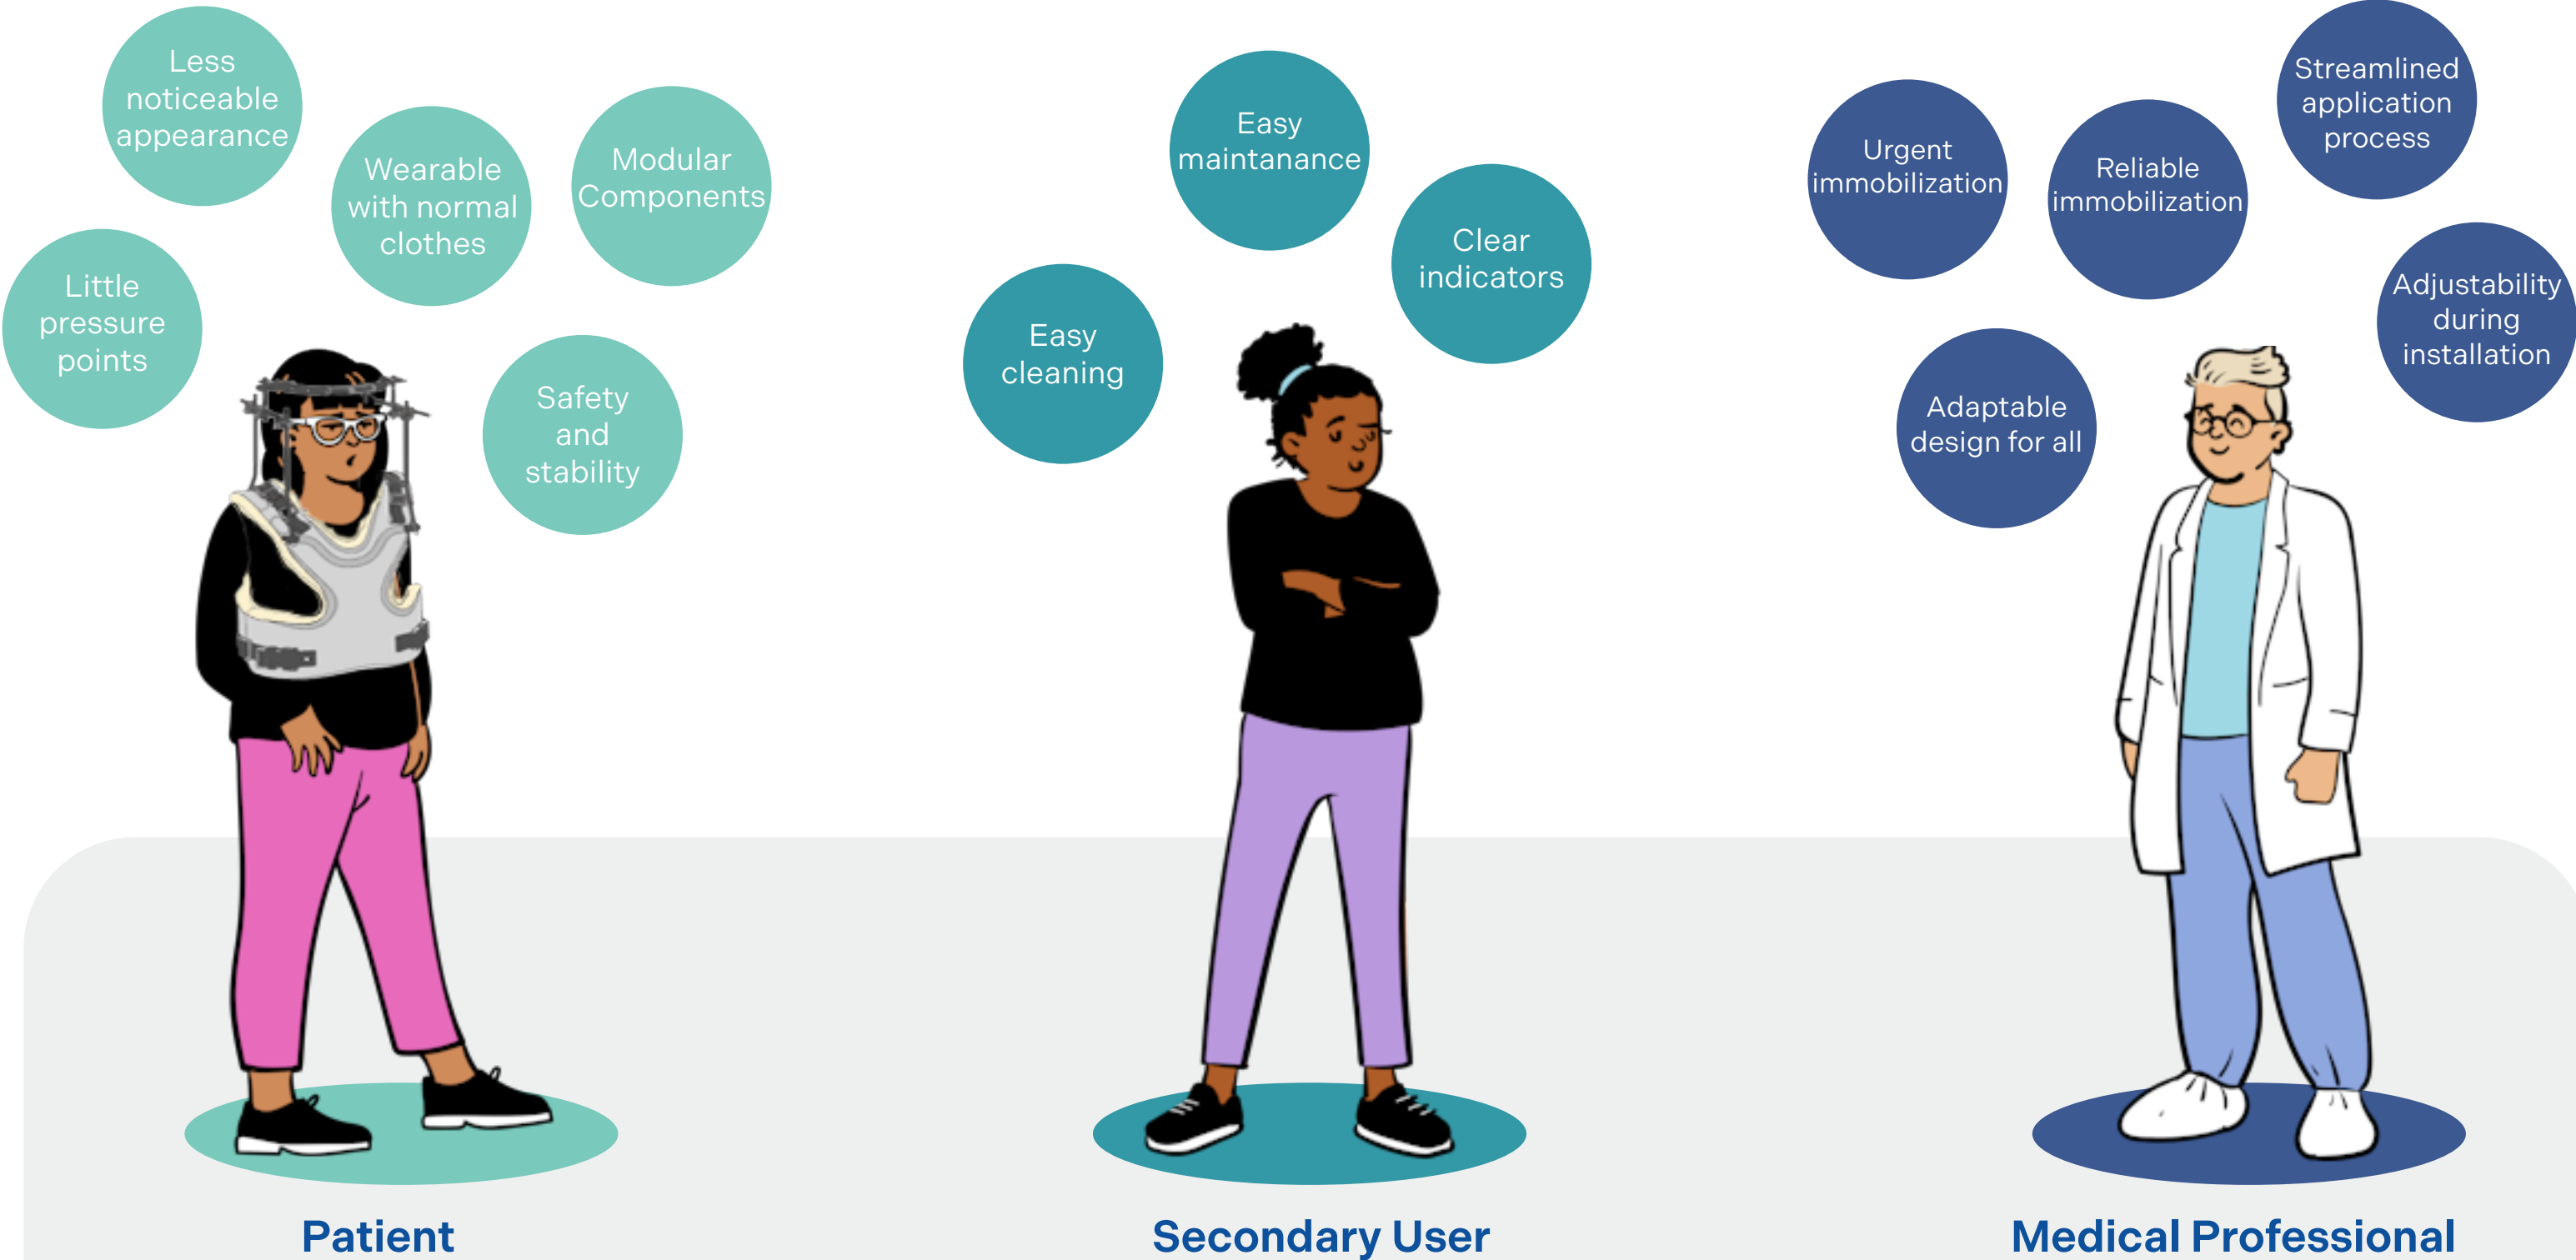 Less
noticeable
appearance
Wearable
with normal
clothes
Modular
Components
Little
pressure
points
Safety
and
stability
Easy
maintanance
Clear
indicators
Easy
cleaning
Urgent
immobilization
Reliable
immobilization
Streamlined
application
process
Adjustability
during
installation
Adaptable
design for all
Patient
Secondary User
Medical Professional